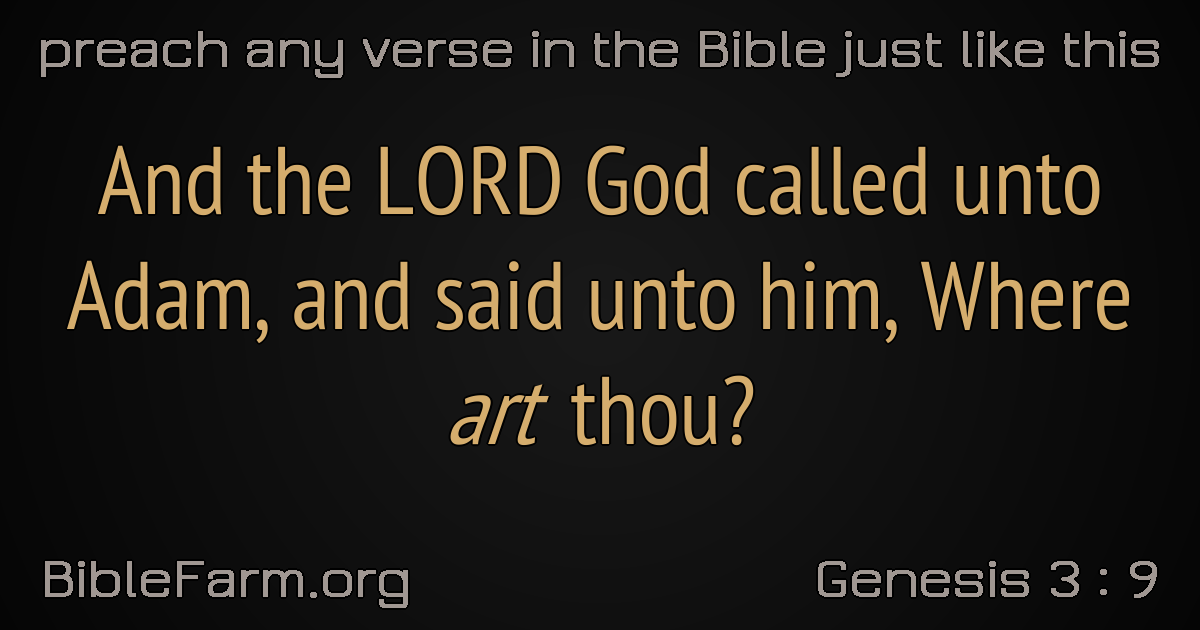 preach any verse in the Bible just like this
And the LORD God called unto
Adam, and said unto him, Where
art thou?
BibleFarm.org
Genesis 3 : 9